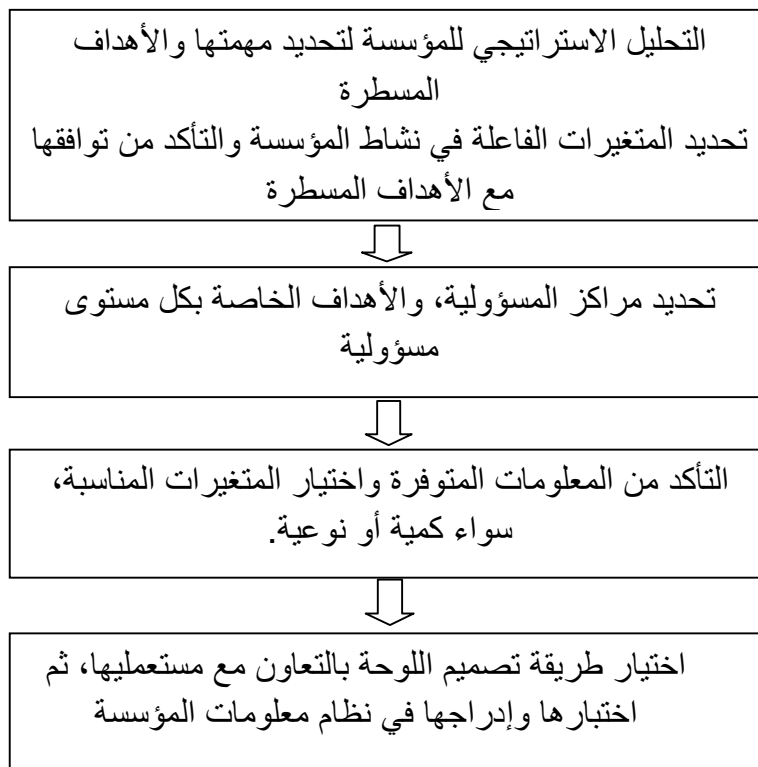 التحليل الاستراتيجي للمؤسسة لتحديد مهمتها والأهداف
المسطرة
تحديد المتغيرات الفاعلة في نشاط المؤسسة والتأكد من توافقها
مع الأهداف المسطرة
تحديد مراكز المسؤولية، والأهداف الخاصة بكل مستوى
مسؤولية
التأكد من المعلومات المتوفرة واختيار المتغيرات المناسبة،
سواء كمية أو نوعية.
اختيار طريقة تصميم اللوحة بالتعاون مع مستعمليها، ثم
اختبارها وإدراجها في نظام معلومات المؤسسة